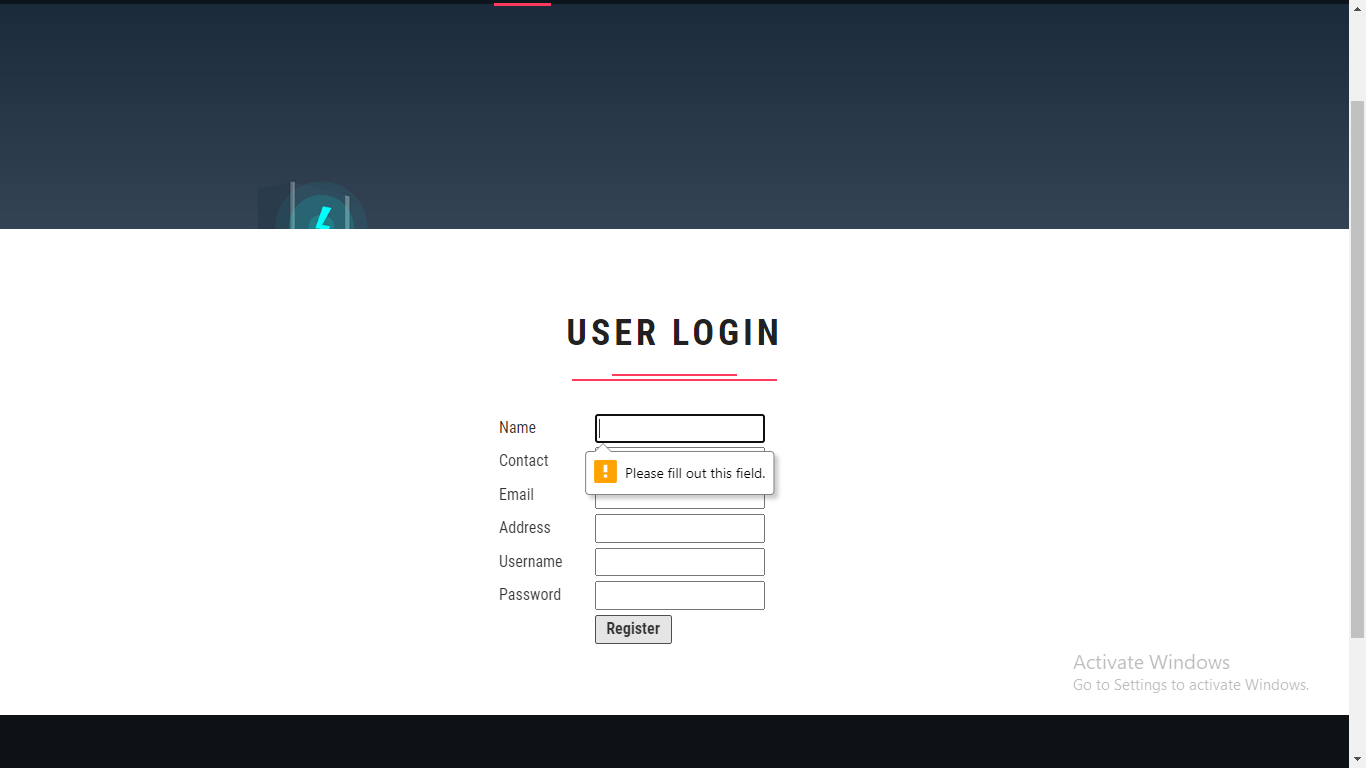 USER LOGIN
Name
Contact
! Please fill out this field.
Email
Address
Username
Password
Register
Activate Windows
Go to Settings to activate Windows.